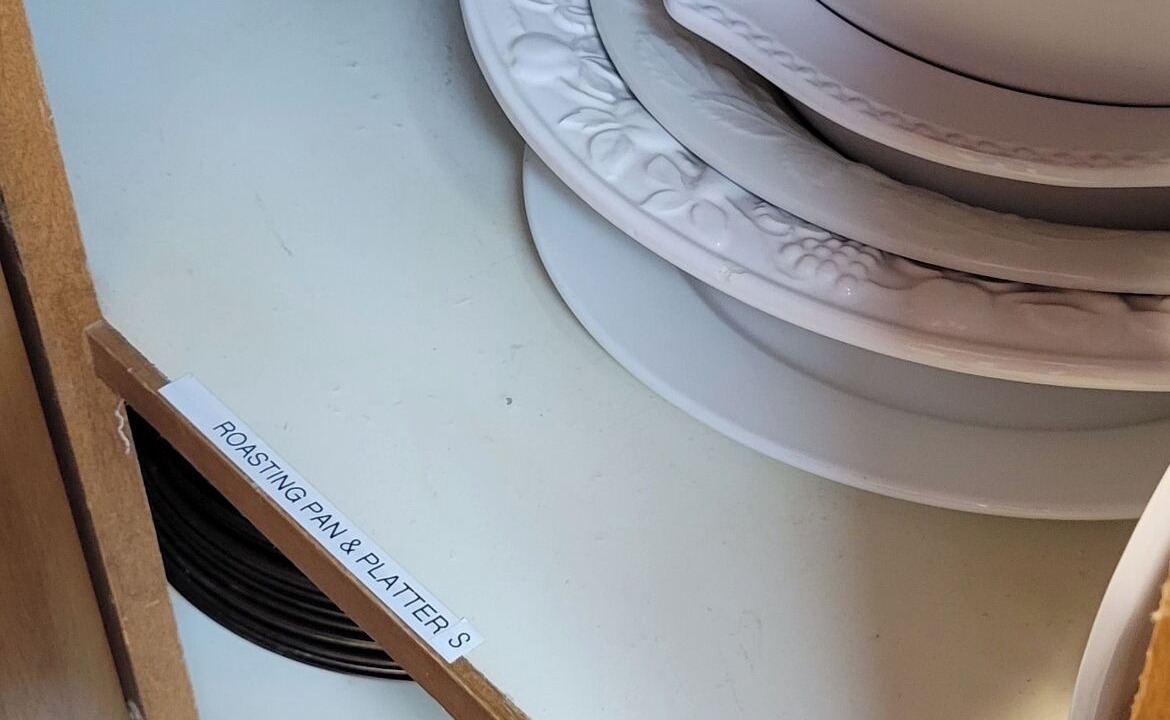 ROASTING PAN & PLATTER S